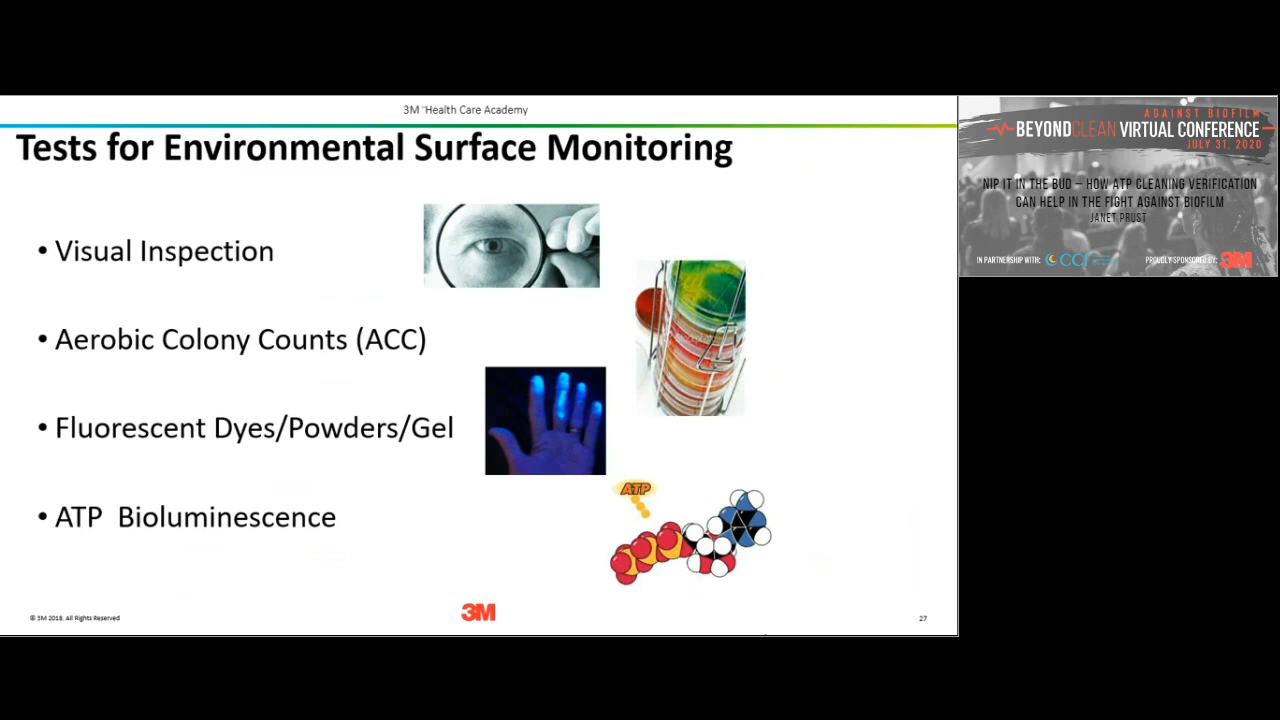 3M ¨Health Care Academy
Tests for Environmental Surface Monitoring
• Visual Inspection
• Aerobic Colony Counts (ACC)
• Fluorescent Dyes/Powders/Gel
• ATP Bioluminescence
ATP
© 3M 2018. All Rights Reserved
3M
27
AGAINST BIOFILM
BEYONDCLEAN VIRTUAL CONFERENCE
JULY 31, 2020
NIP IT IN THE BUD – HOW ATP CLEANING VERIFICATION
CAN HELP IN THE FIGHT AGAINST BIOFILM
JANET PRUST
IN PARTNERSHIP WITH:
PROUDLY SPONSORED BY: 3M